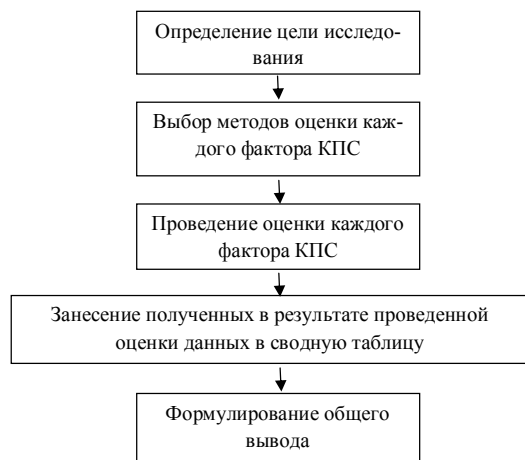 Определение цели исследо-
вания
Выбор методов оценки каж-
дого фактора КПС
Проведение оценки каждого
фактора КПС
Занесение полученных в результате проведенной
оценки данных в сводную таблицу
Формулирование общего
вывода